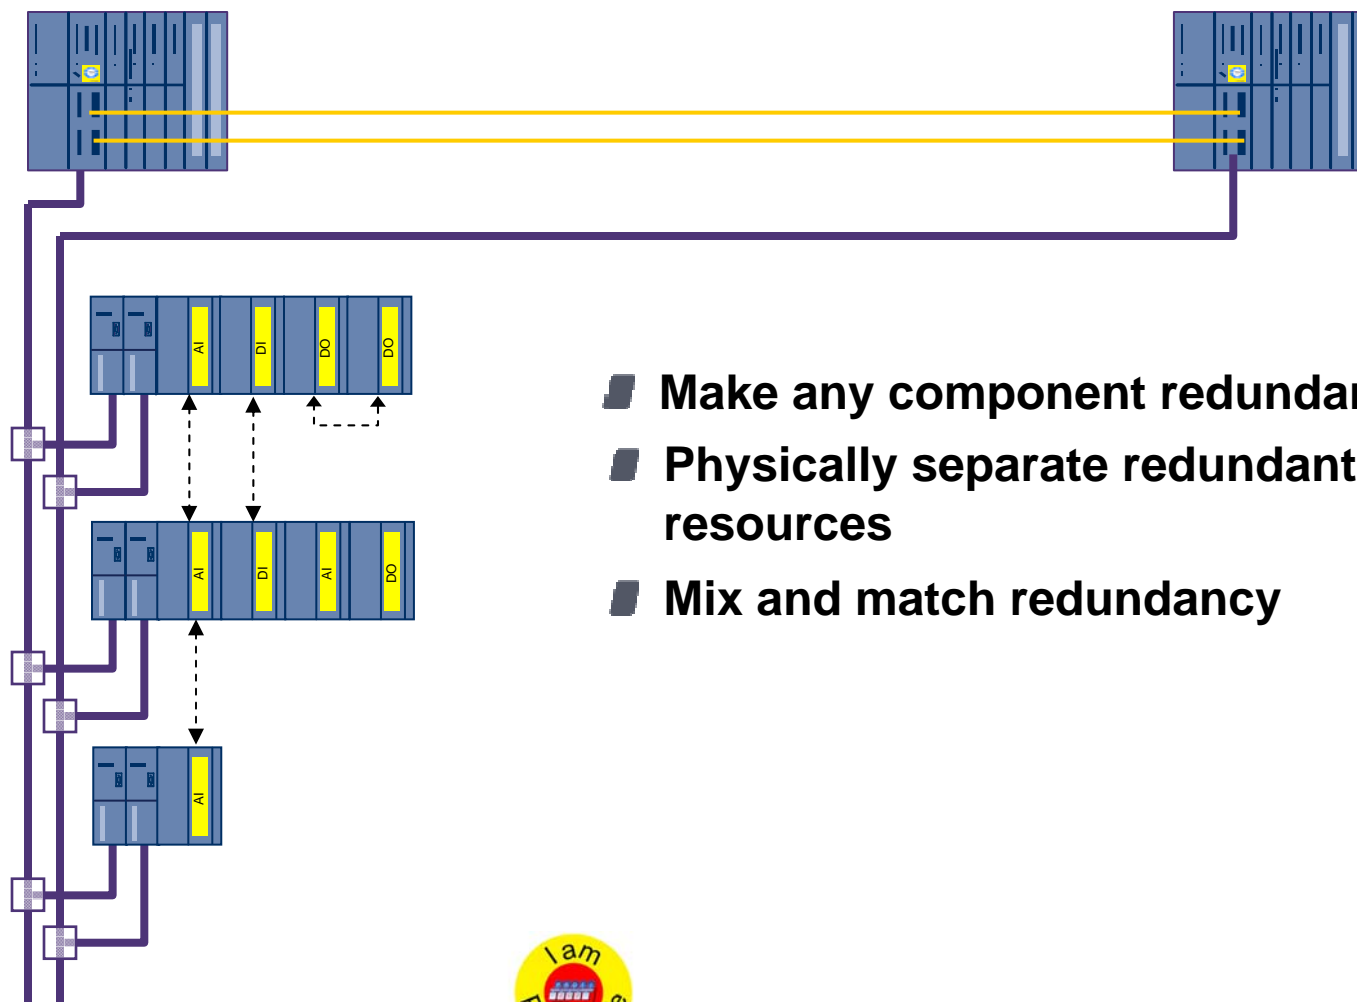 AI DI DO DO
Make any component redundan
Physically separate redundant
resources
AI DI AI DO
Mix and match redundancy
AI
I am